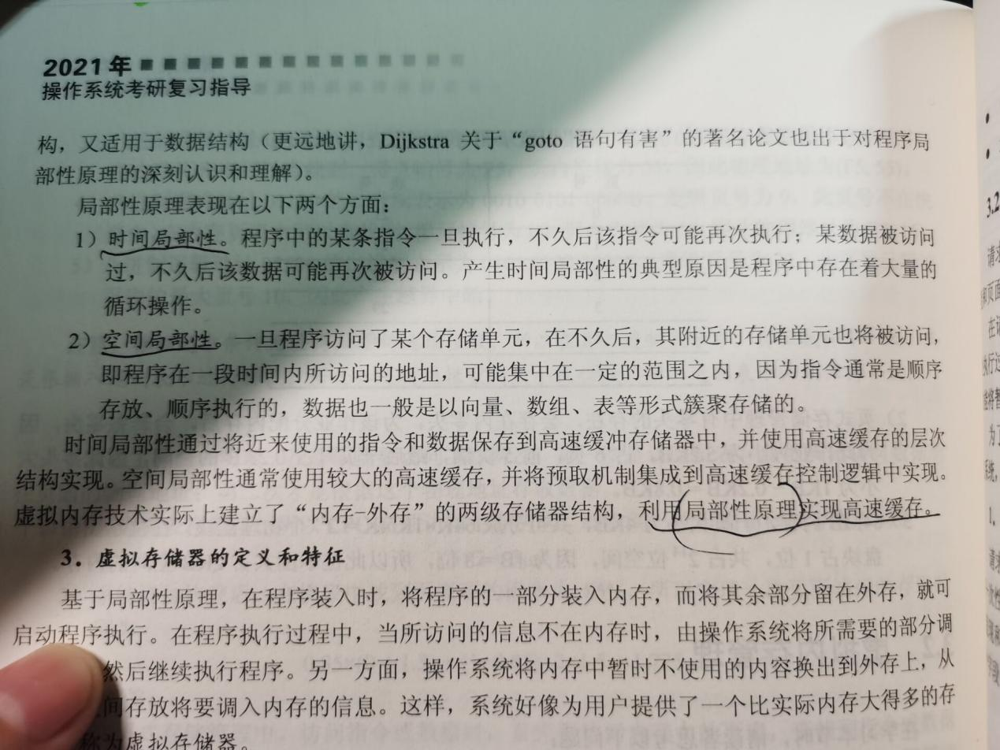 2021年
操作系统考研复习指导
构，又适用于数据结构（更远地讲，Dijkstra 关于“goto 语句有害”的著名论文也出于对程序局
部性原理的深刻认识和理解）。
局部性原理表现在以下两个方面：
1）时间局部性。程序中的某条指令一旦执行，不久后该指令可能再次执行；某数据被访问
过，不久后该数据可能再次被访问。产生时间局部性的典型原因是程序中存在着大量的
循环操作。
2）空间局部性。一旦程序访问了某个存储单元，在不久后，其附近的存储单元也将被访问，
即程序在一段时间内所访问的地址，可能集中在一定的范围之内，因为指令通常是顺序
存放、顺序执行的，数据也一般是以向量、数组、表等形式簇聚存储的。
时间局部性通过将近来使用的指令和数据保存到高速缓冲存储器中，并使用高速缓存的层次
结构实现。空间局部性通常使用较大的高速缓存，并将预取机制集成到高速缓存控制逻辑中实现。
虚拟内存技术实际上建立了“内存-外存”的两级存储器结构，利用局部性原理实现高速缓存。
3．虚拟存储器的定义和特征
基于局部性原理，在程序装入时，将程序的一部分装入内存，而将其余部分留在外存，就可
启动程序执行。在程序执行过程中，当所访问的信息不在内存时，由操作系统将所需要的部分调
然后继续执行程序。另一方面，操作系统将内存中暂时不使用的内容换出到外存上，从
间存放将要调入内存的信息。这样，系统好像为用户提供了一个比实际内存大得多的存
称为虚拟存储器。
3.2